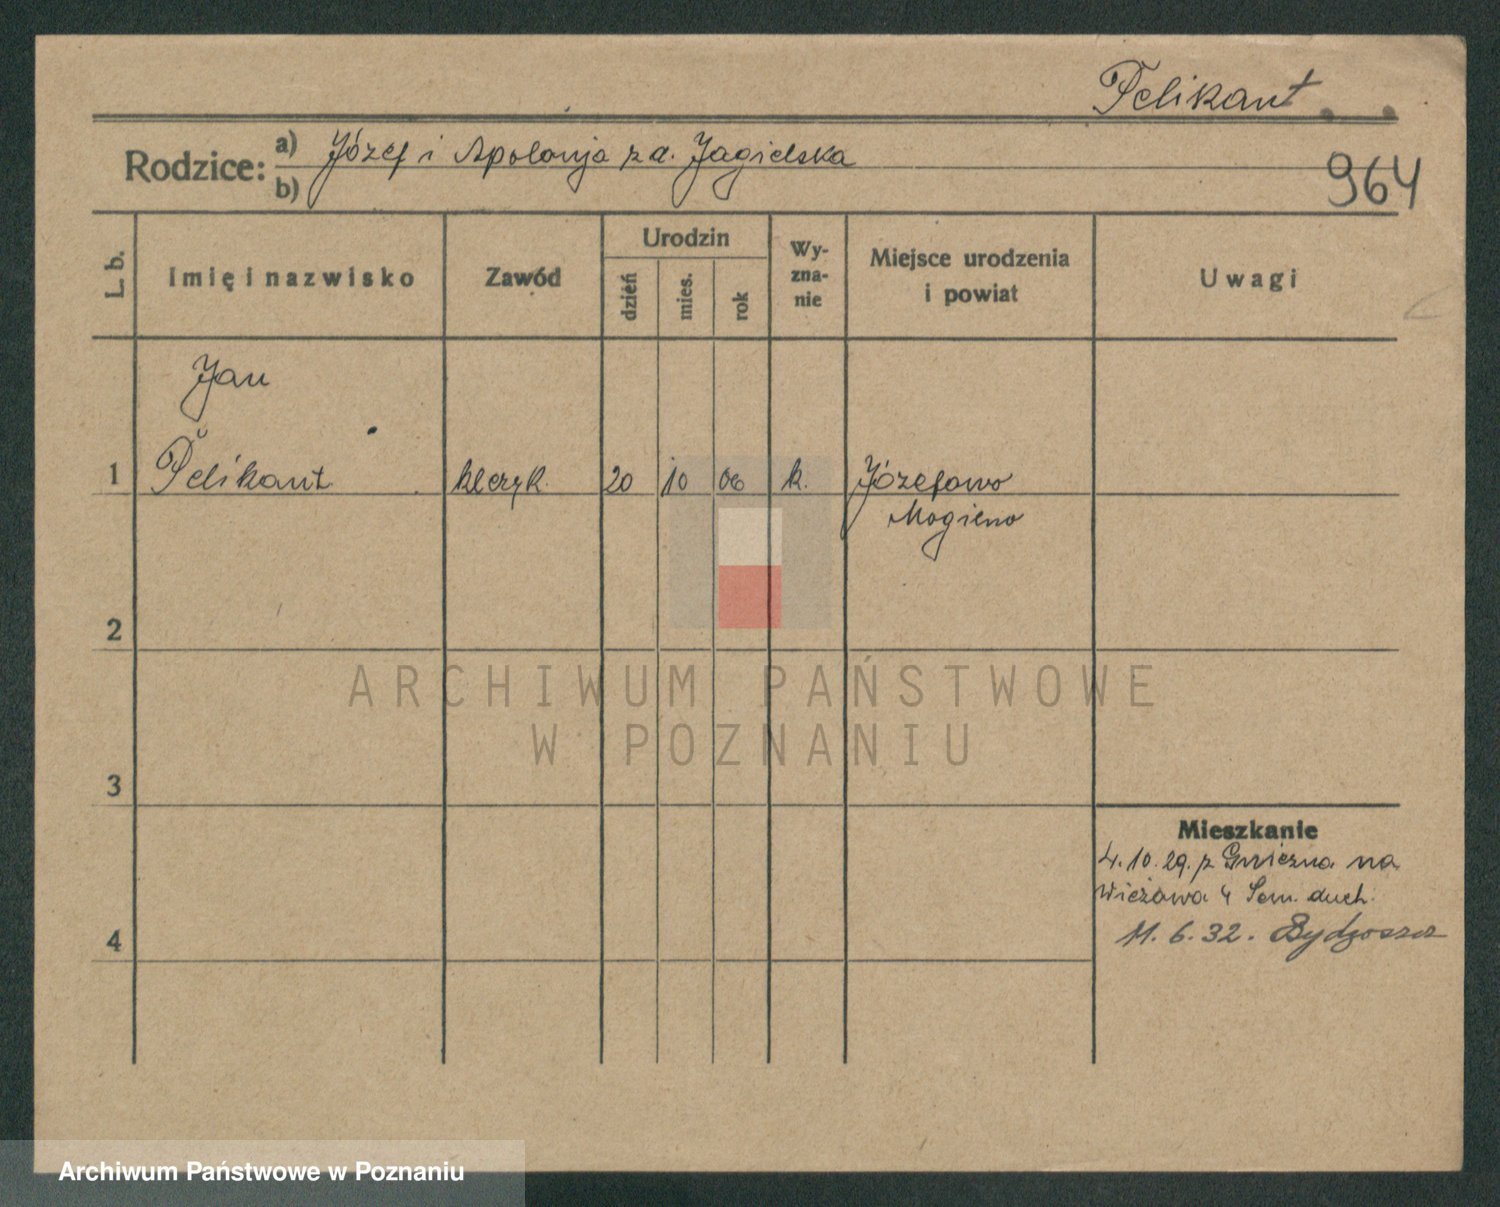 Pelikant
Rodzice: a) Józef i Apolonja z d. Jagielska
b)
964
L. b.
Imię i nazwisko
Zawód
Urodzin
dzień
mies.
rok
Wy-
zna-
nie
Miejsce urodzenia
i powiat
Uwagi
Jan
1 Pelikant kleryk. 20 10 06 k. Józefowo
Mogilno
2
3
4
Mieszkanie
4.10.29. z Gniezna na
Wieżowa 4 Sem. duch.
11.6.32. Bydgoszcz
ARCHIWUM PAŃSTWOWE
W POZNANIU
Archiwum Państwowe w Poznaniu